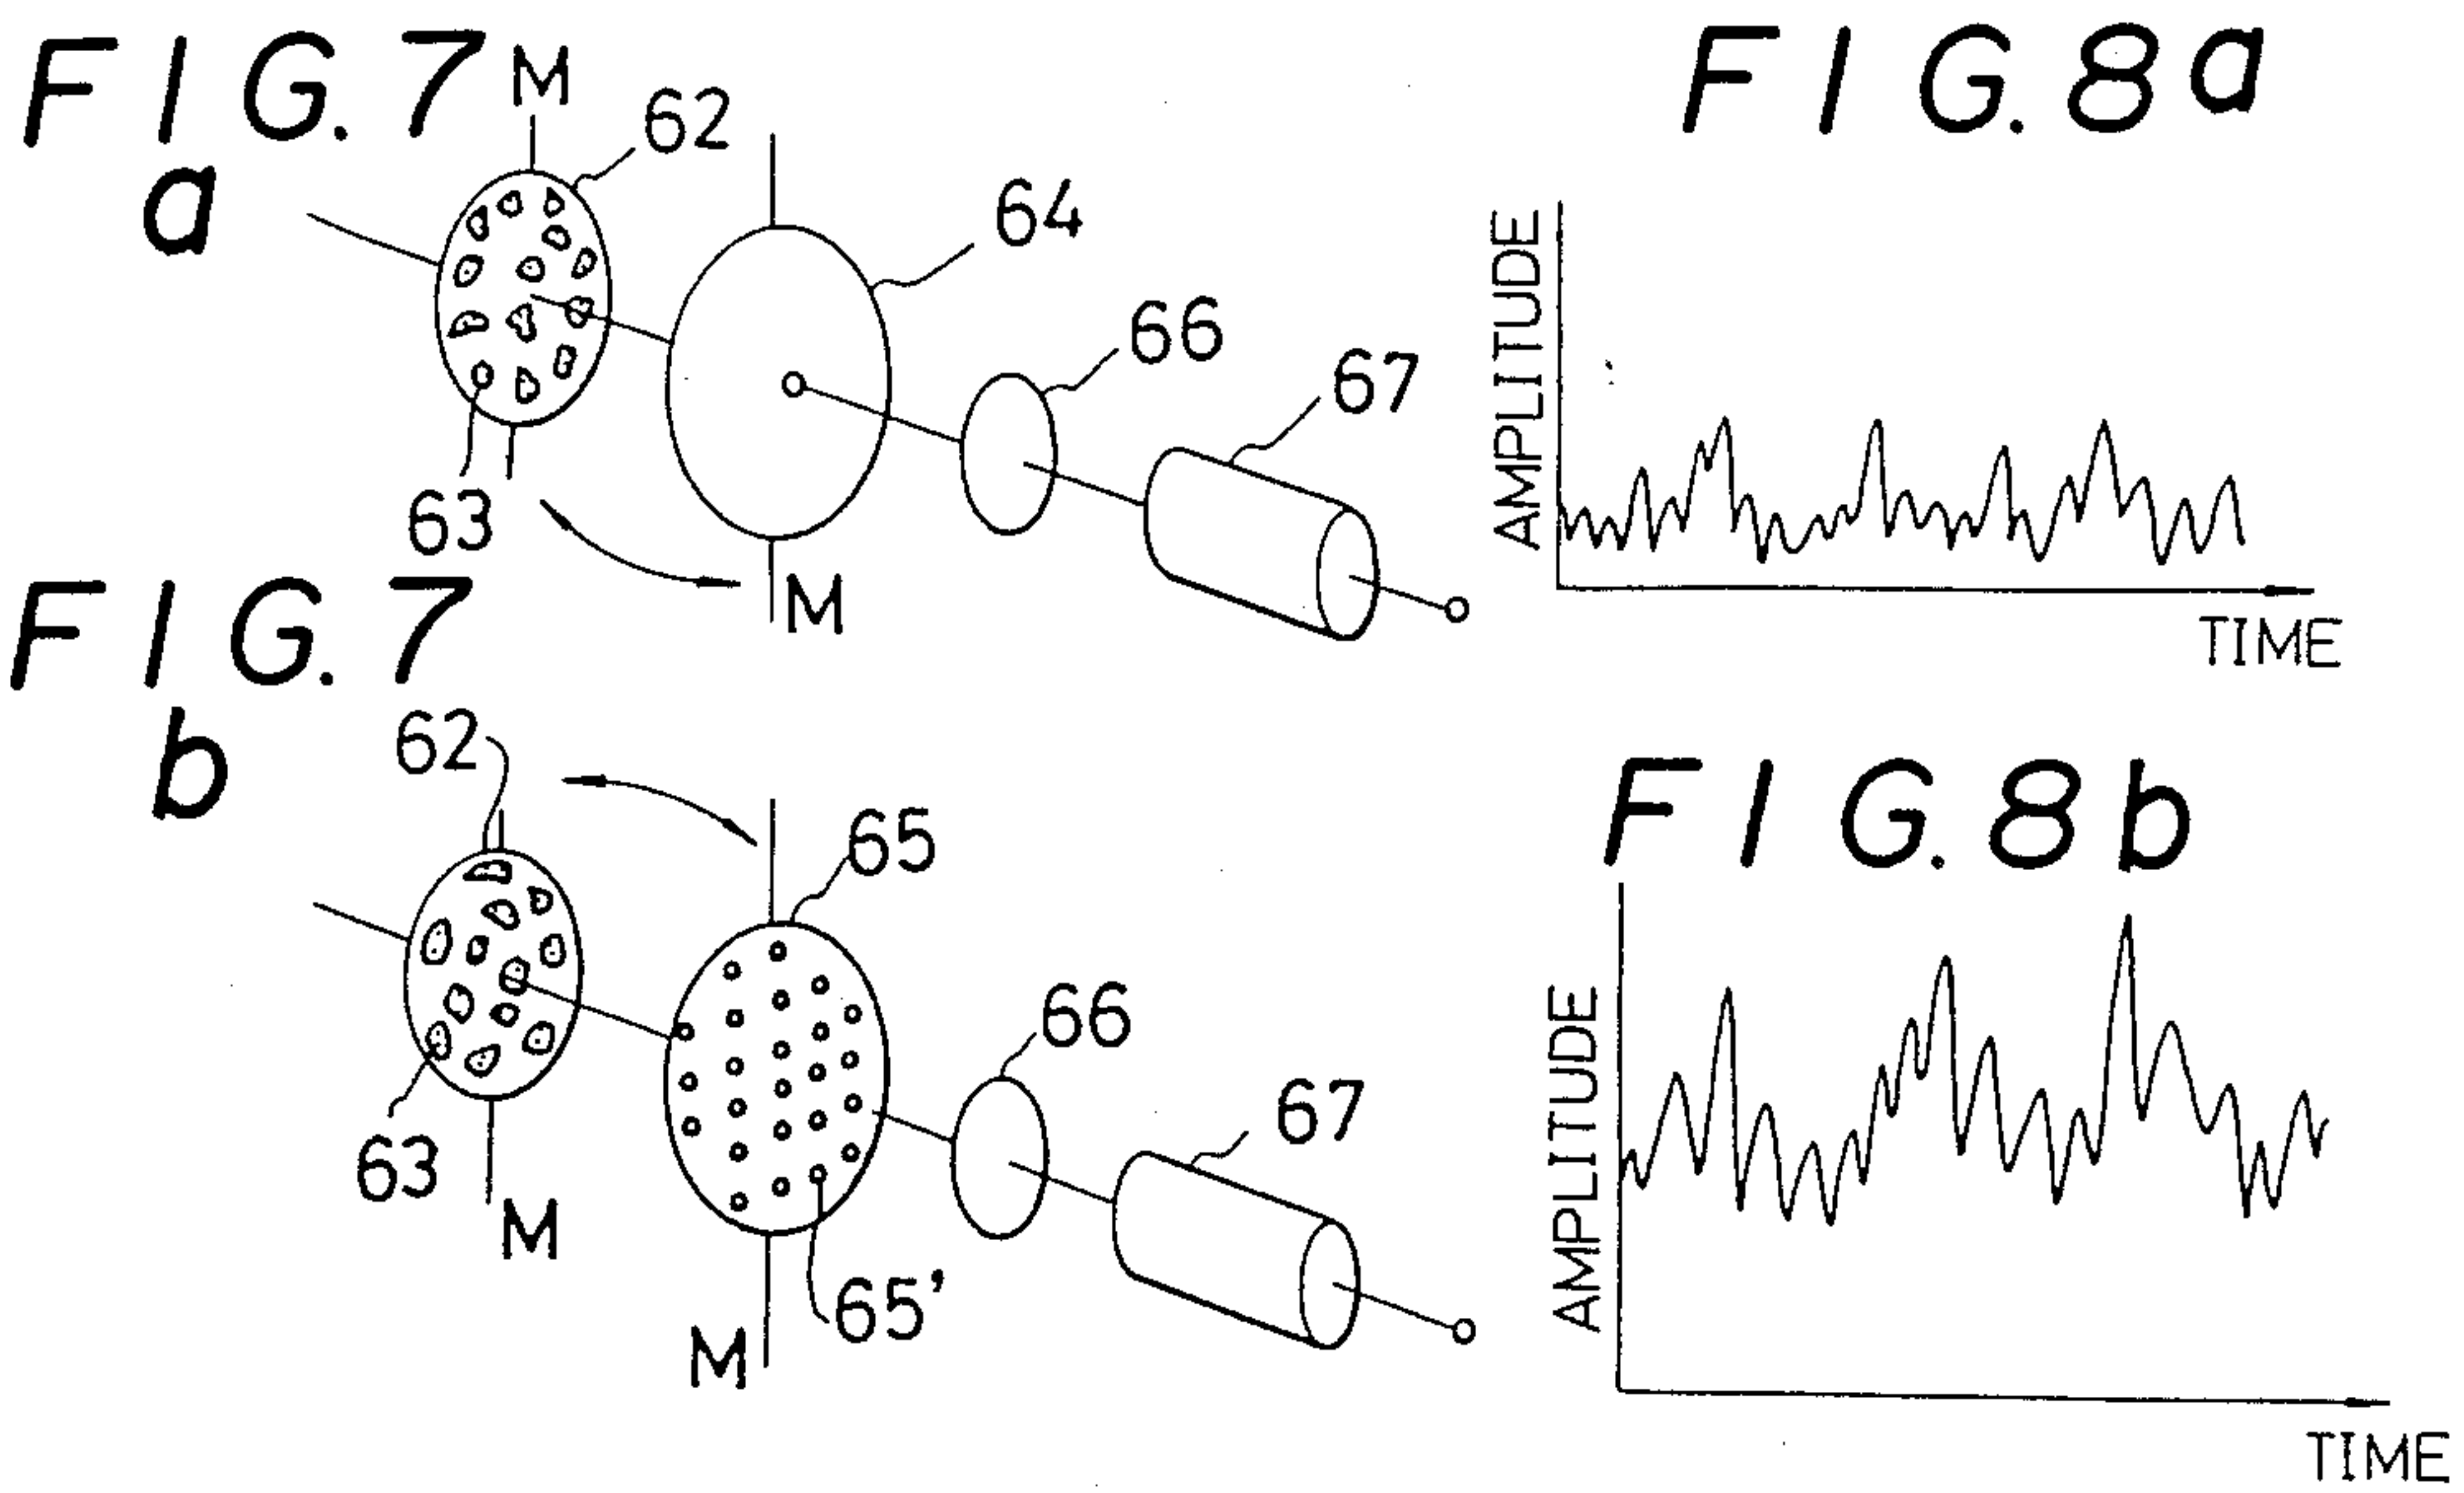 FIG. 7
a
M
62
64
66
67
63
M
FIG. 8a
AMPLITUDE
TIME
FIG. 7
b
62
65
66
67
63
M
65'
M
FIG. 8b
AMPLITUDE
TIME